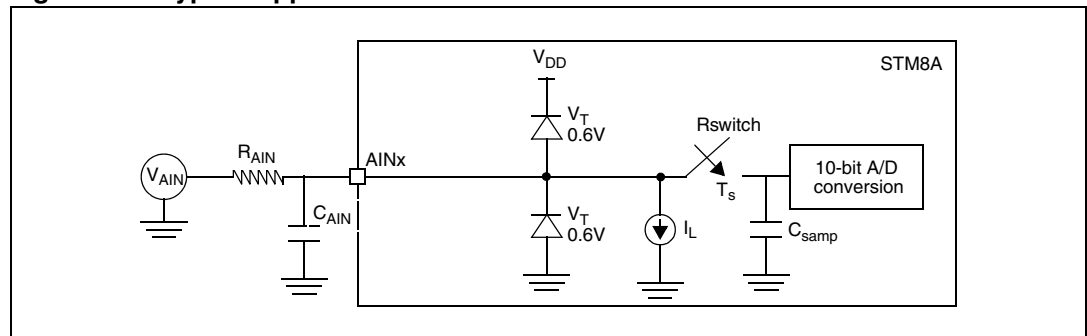 STM8A
V_DD
V_T
0.6V
Rswitch
R_AIN
AINx
V_AIN
10-bit A/D
conversion
T_s
C_AIN
V_T
0.6V
I_L
C_samp